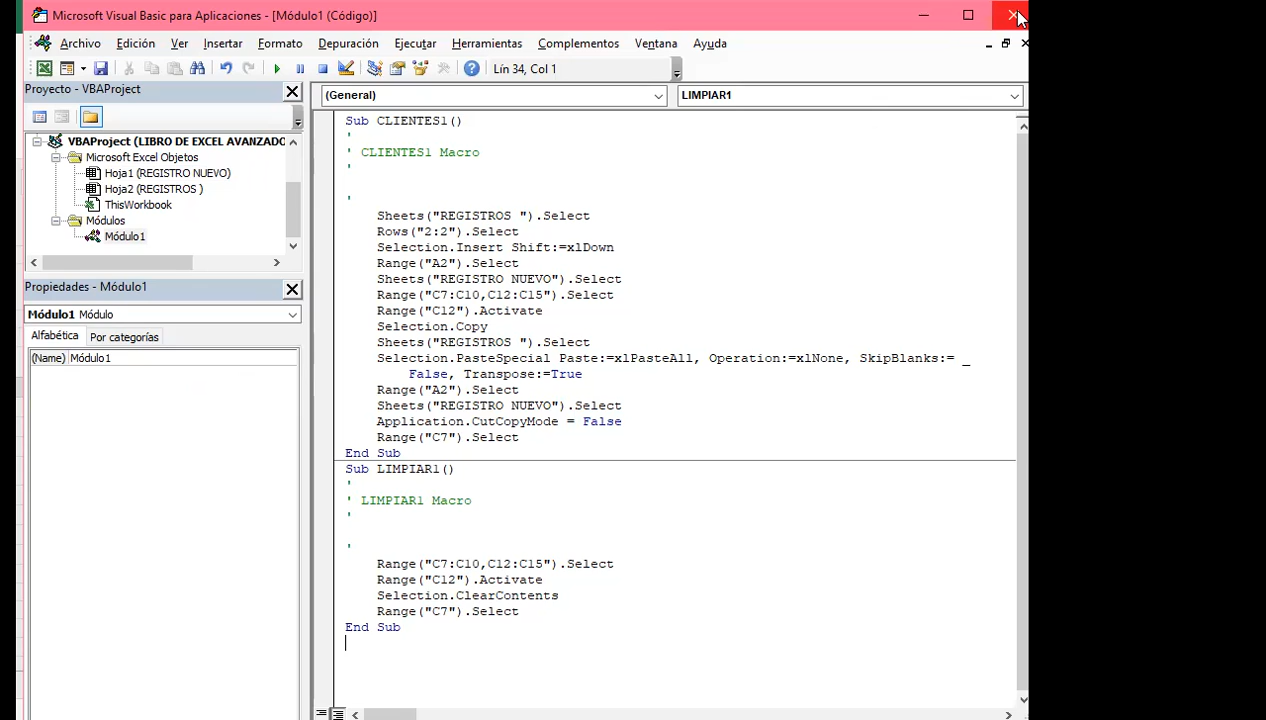 Microsoft Visual Basic para Aplicaciones - [Módulo1 (Código)]
Archivo Edición Ver Insertar Formato Depuración Ejecutar Herramientas Complementos Ventana Ayuda
Lín 34, Col 1
Proyecto - VBAProject
VBAProject (LIBRO DE EXCEL AVANZADO
Microsoft Excel Objetos
Hoja1 (REGISTRO NUEVO)
Hoja2 (REGISTROS )
ThisWorkbook
Módulos
Módulo1
Propiedades - Módulo1
Módulo1 Módulo
Alfabética Por categorías
(Name) Módulo1
(General) LIMPIAR1
Sub CLIENTES1()
'
' CLIENTES1 Macro
'
'
Sheets("REGISTROS ").Select
Rows("2:2").Select
Selection.Insert Shift:=xlDown
Range("A2").Select
Sheets("REGISTRO NUEVO").Select
Range("C7:C10,C12:C15").Select
Range("C12").Activate
Selection.Copy
Sheets("REGISTROS ").Select
Selection.PasteSpecial Paste:=xlPasteAll, Operation:=xlNone, SkipBlanks:= _
False, Transpose:=True
Range("A2").Select
Sheets("REGISTRO NUEVO").Select
Application.CutCopyMode = False
Range("C7").Select
End Sub
Sub LIMPIAR1()
'
' LIMPIAR1 Macro
'
'
Range("C7:C10,C12:C15").Select
Range("C12").Activate
Selection.ClearContents
Range("C7").Select
End Sub